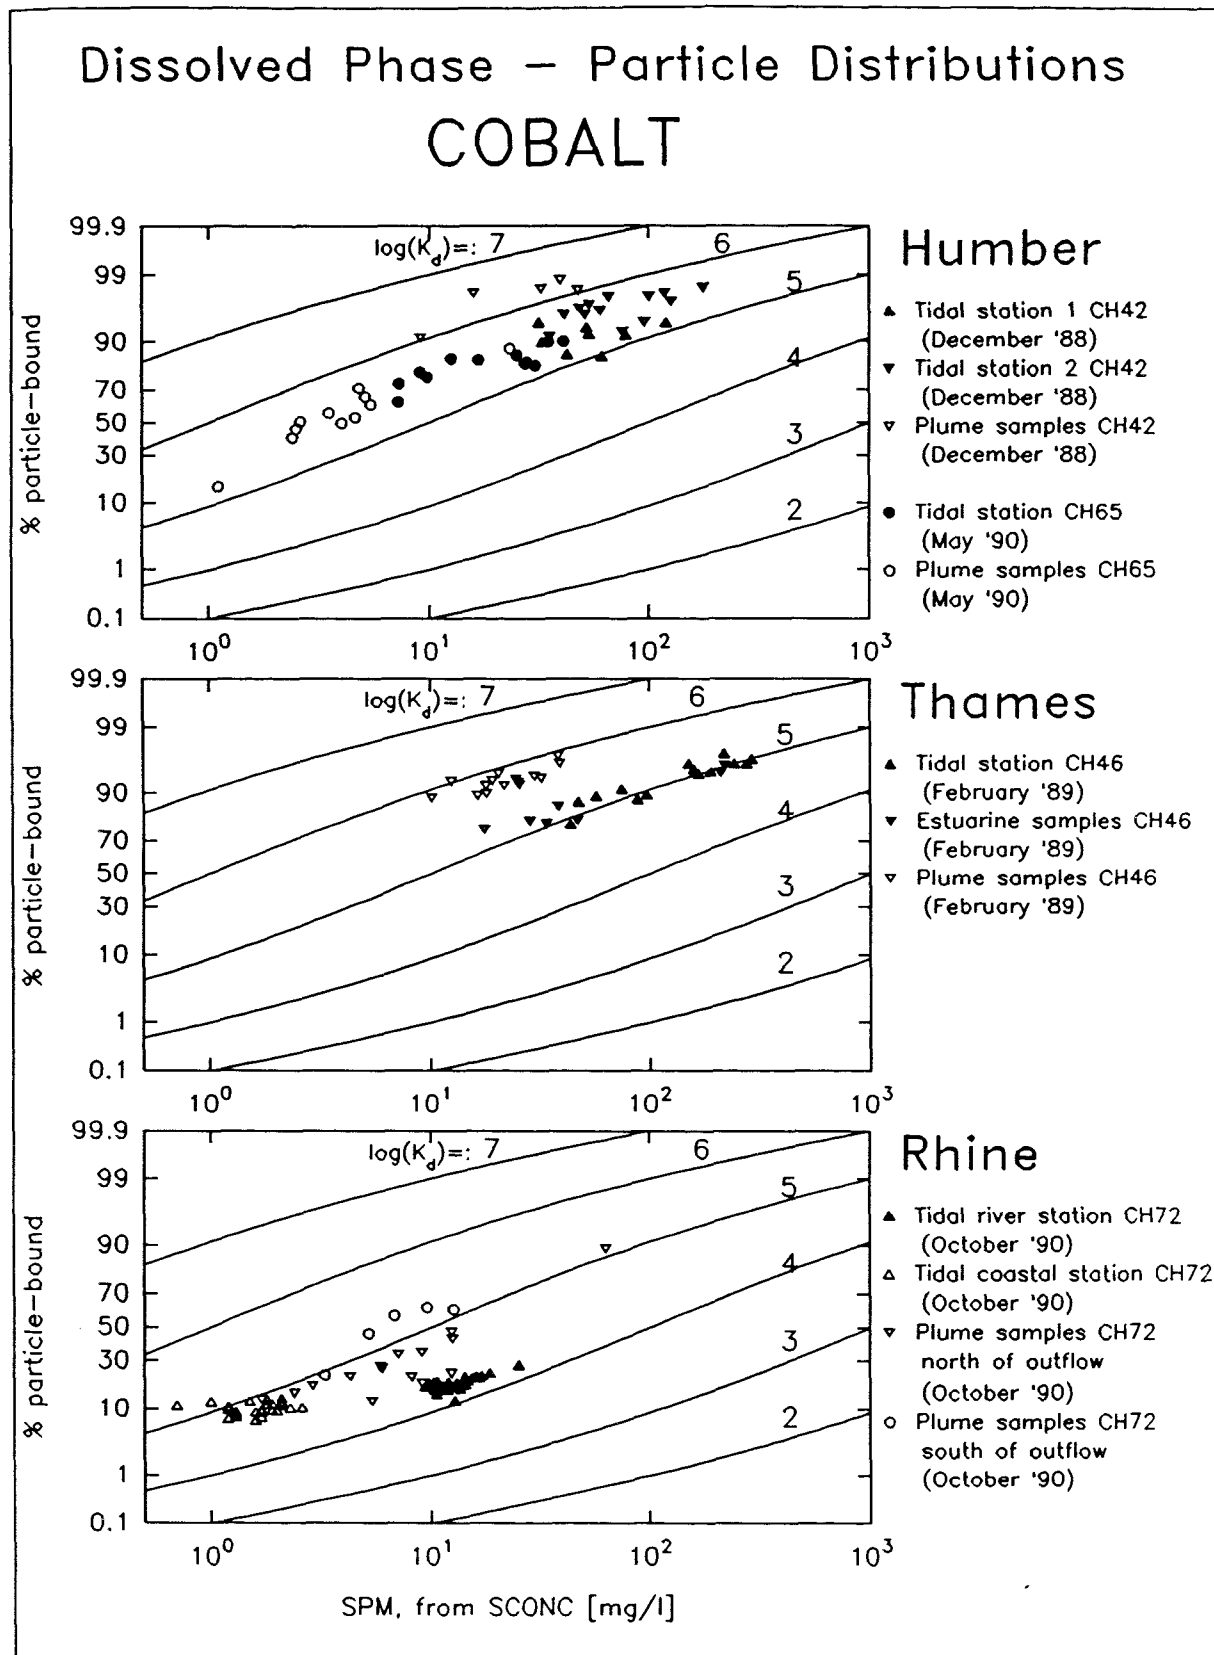 Dissolved Phase – Particle Distributions
COBALT
99.9
99
90
70
50
30
10
1
0.1
% particle–bound
log(Kd)=: 7
6
5
4
3
2
10⁰
10¹
10²
10³
Humber
Tidal station 1 CH42
(December '88)
Tidal station 2 CH42
(December '88)
Plume samples CH42
(December '88)
Tidal station CH65
(May '90)
Plume samples CH65
(May '90)
99.9
99
90
70
50
30
10
1
0.1
% particle–bound
log(Kd)=: 7
6
5
4
3
2
10⁰
10¹
10²
10³
Thames
Tidal station CH46
(February '89)
Estuarine samples CH46
(February '89)
Plume samples CH46
(February '89)
99.9
99
90
70
50
30
10
1
0.1
% particle–bound
log(Kd)=: 7
6
5
4
3
2
10⁰
10¹
10²
10³
SPM, from SCONC [mg/l]
Rhine
Tidal river station CH72
(October '90)
Tidal coastal station CH72
(October '90)
Plume samples CH72
north of outflow
(October '90)
Plume samples CH72
south of outflow
(October '90)